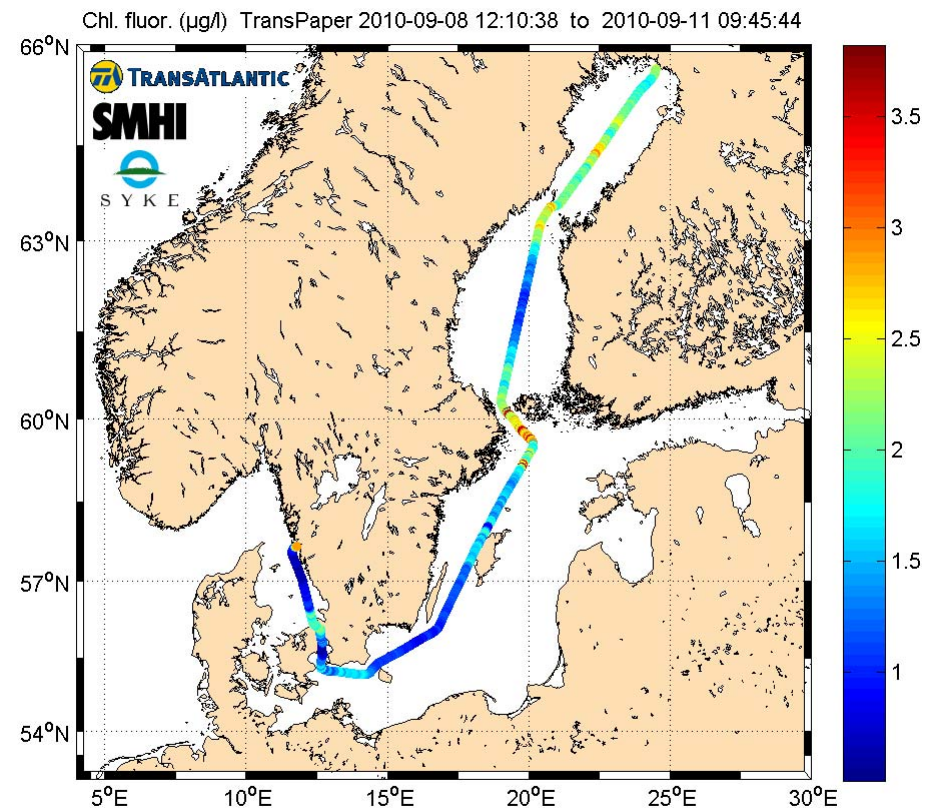 Chl. fluor. (µg/l)  TransPaper 2010-09-08 12:10:38  to  2010-09-11 09:45:44
66°N
63°N
60°N
57°N
54°N
TRANSATLANTIC
SMHI
SYKE
5°E
10°E
15°E
20°E
25°E
30°E
3.5
3
2.5
2
1.5
1